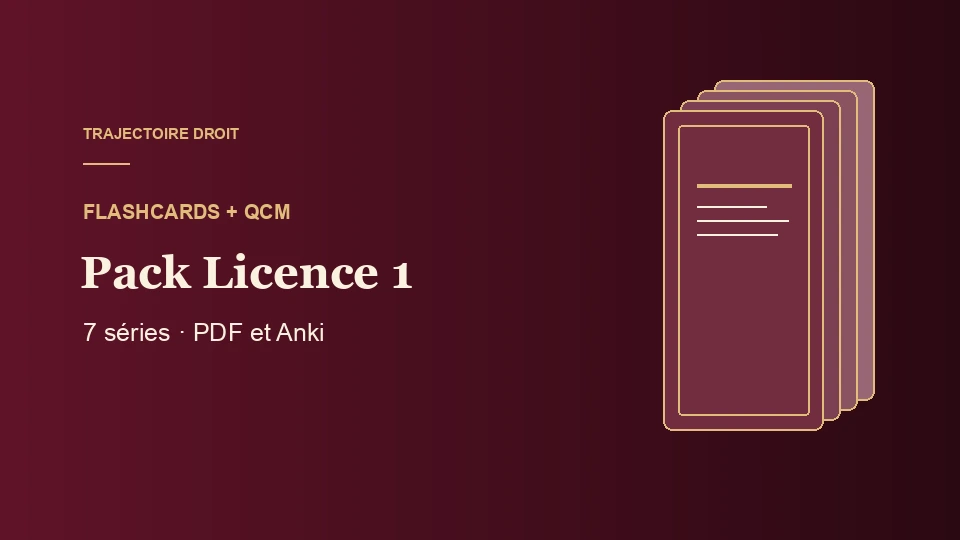 TRAJECTOIRE DROIT
FLASHCARDS + QCM
Pack Licence 1
7 séries · PDF et Anki